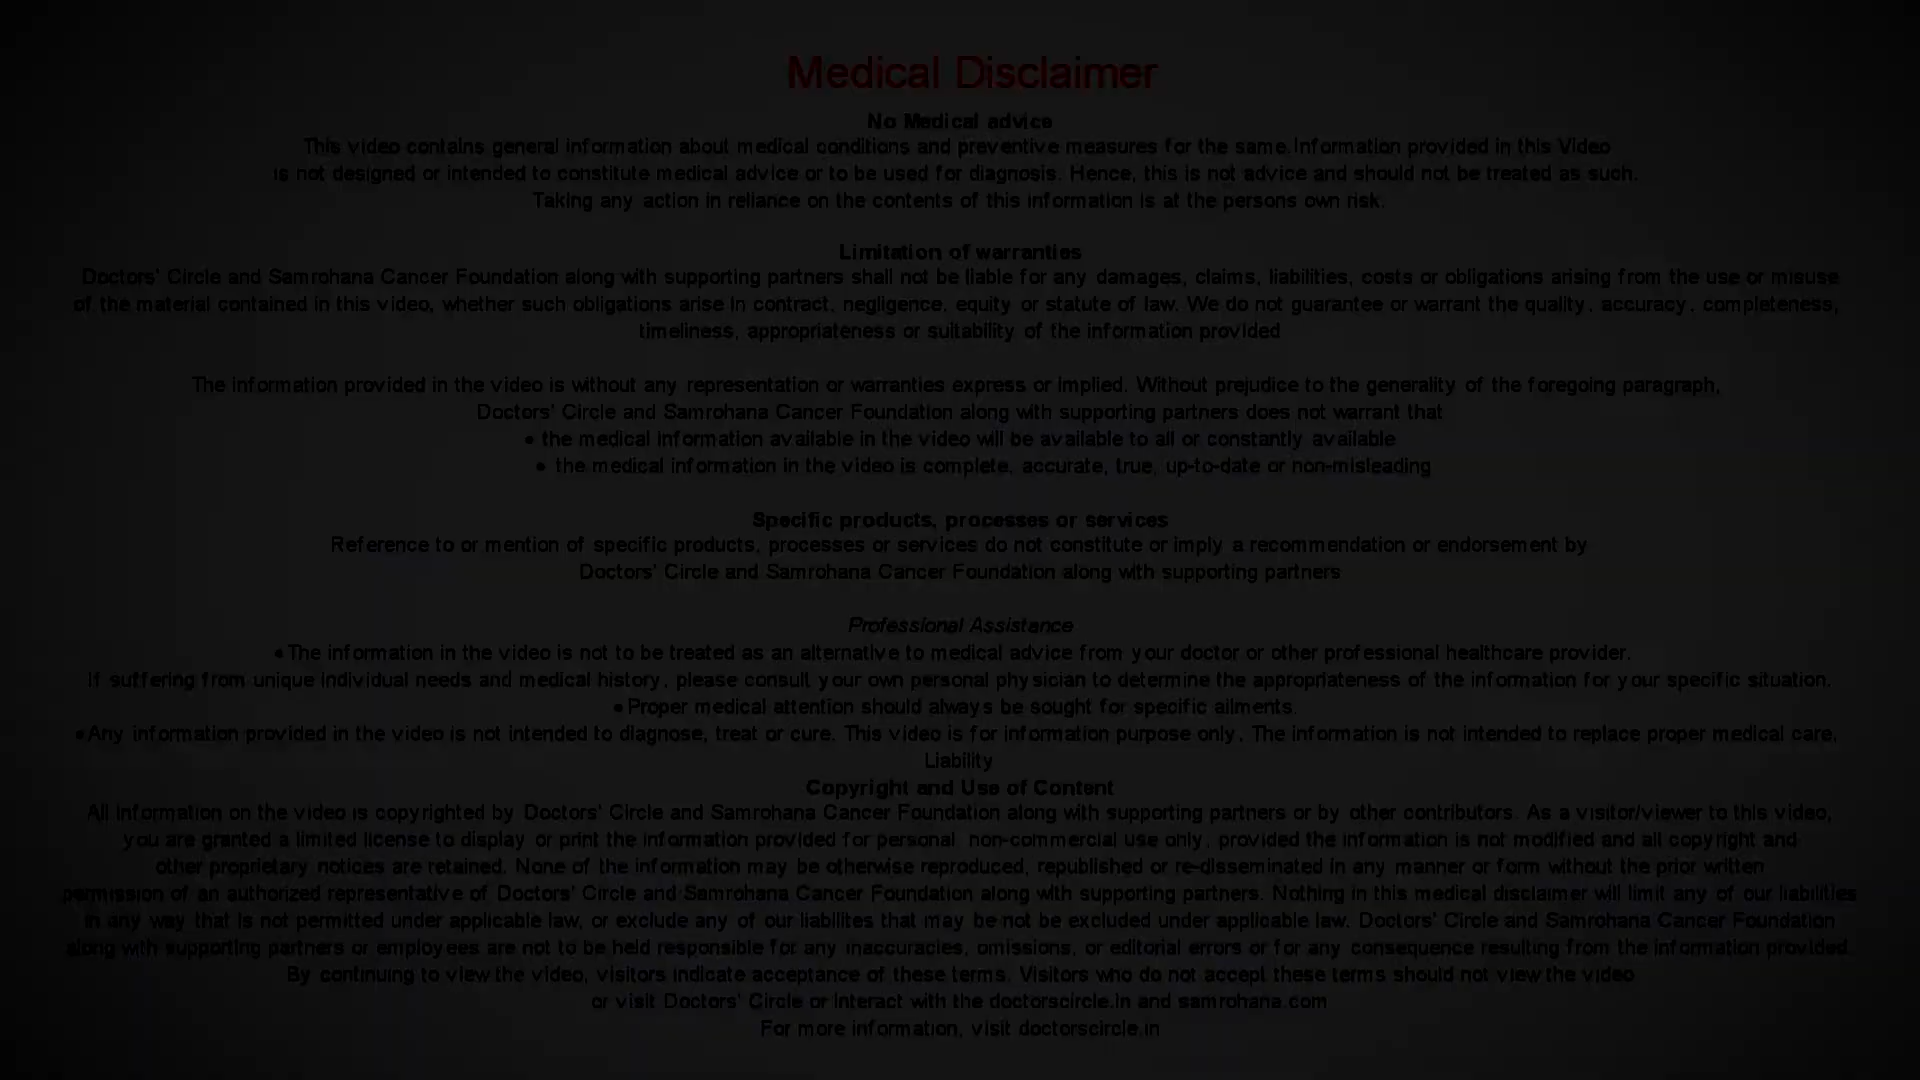 Medical Disclaimer
No Medical advice
This video contains general information about medical conditions and preventive measures for the same.Information provided in this Video
is not designed or intended to constitute medical advice or to be used for diagnosis. Hence, this is not advice and should not be treated as such.
Taking any action in reliance on the contents of this information is at the persons own risk.
Limitation of warranties
Doctors' Circle and Samrohana Cancer Foundation along with supporting partners shall not be liable for any damages, claims, liabilities, costs or obligations arising from the use or misuse
of the material contained in this video, whether such obligations arise in contract, negligence, equity or statute of law. We do not guarantee or warrant the quality, accuracy, completeness,
timeliness, appropriateness or suitability of the information provided
The information provided in the video is without any representation or warranties express or implied. Without prejudice to the generality of the foregoing paragraph,
Doctors' Circle and Samrohana Cancer Foundation along with supporting partners does not warrant that
• the medical information available in the video will be available to all or constantly available
• the medical information in the video is complete, accurate, true, up-to-date or non-misleading
Specific products, processes or services
Reference to or mention of specific products, processes or services do not constitute or imply a recommendation or endorsement by
Doctors' Circle and Samrohana Cancer Foundation along with supporting partners
Professional Assistance
•The information in the video is not to be treated as an alternative to medical advice from your doctor or other professional healthcare provider.
If suffering from unique individual needs and medical history, please consult your own personal physician to determine the appropriateness of the information for your specific situation.
•Proper medical attention should always be sought for specific ailments.
•Any information provided in the video is not intended to diagnose, treat or cure. This video is for information purpose only. The information is not intended to replace proper medical care.
Liability
Copyright and Use of Content
All information on the video is copyrighted by Doctors' Circle and Samrohana Cancer Foundation along with supporting partners or by other contributors. As a visitor/viewer to this video,
you are granted a limited license to display or print the information provided for personal non-commercial use only, provided the information is not modified and all copyright and
other proprietary notices are retained. None of the information may be otherwise reproduced, republished or re-disseminated in any manner or form without the prior written
permission of an authorized representative of Doctors' Circle and Samrohana Cancer Foundation along with supporting partners. Nothing in this medical disclaimer will limit any of our liabilities
in any way that is not permitted under applicable law, or exclude any of our liabilites that may be not be excluded under applicable law. Doctors' Circle and Samrohana Cancer Foundation
along with supporting partners or employees are not to be held responsible for any inaccuracies, omissions, or editorial errors or for any consequence resulting from the information provided.
By continuing to view the video, visitors indicate acceptance of these terms. Visitors who do not accept these terms should not view the video
or visit Doctors' Circle or Interact with the doctorscircle.in and samrohana.com
For more information, visit doctorscircle.in